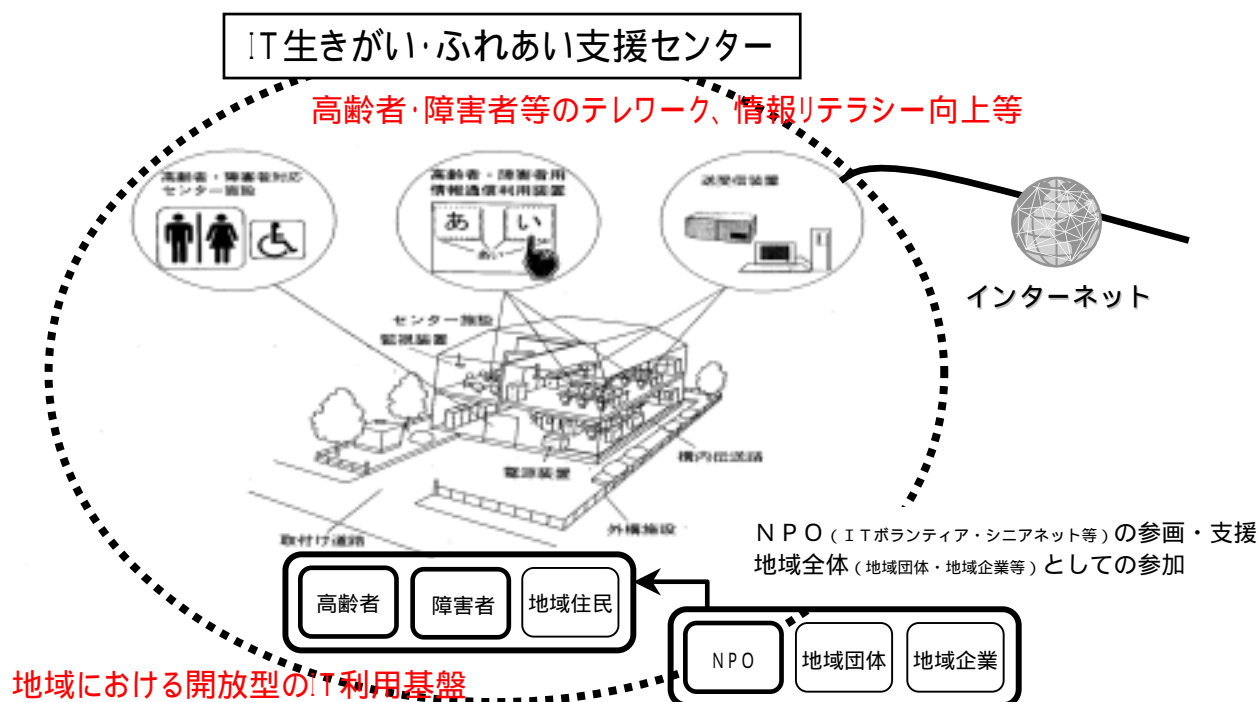 IT生きがい・ふれあい支援センター
高齢者・障害者等のテレワーク、情報リテラシー向上等
高齢者・障害者対応
センター施設
高齢者・障害者用
情報通信利用装置
あ
い
あい
送受信装置
インターネット
センター施設
監視装置
電源装置
構内伝送路
外構施設
取付け道路
NPO(ITボランティア・シニアネット等)の参画・支援
地域全体(地域団体・地域企業等)としての参加
高齢者
障害者
地域住民
NPO
地域団体
地域企業
地域における開放型のIT利用基盤